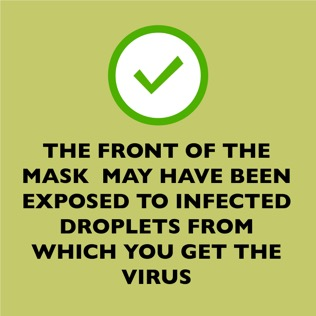 THE FRONT OF THE
MASK MAY HAVE BEEN
EXPOSED TO INFECTED
DROPLETS FROM
WHICH YOU GET THE
VIRUS